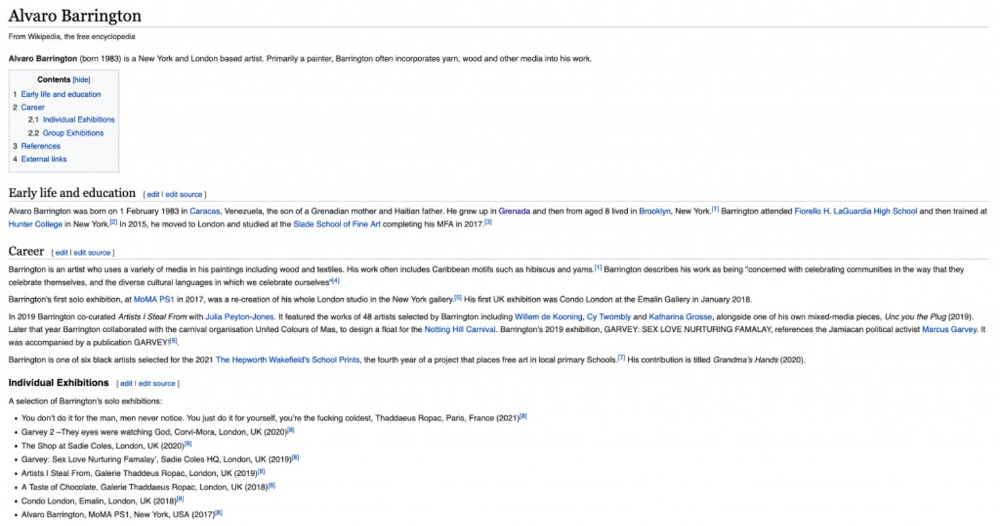 Alvaro Barrington
From Wikipedia, the free encyclopedia
Alvaro Barrington (born 1983) is a New York and London based artist. Primarily a painter, Barrington often incorporates yarn, wood and other media into his work.
Contents [hide]
1 Early life and education
2 Career
2.1 Individual Exhibitions
2.2 Group Exhibitions
3 References
4 External links
Early life and education [ edit | edit source ]
Alvaro Barrington was born on 1 February 1983 in Caracas, Venezuela, the son of a Grenadian mother and Haitian father. He grew up in Grenada and then from aged 8 lived in Brooklyn, New York.[1] Barrington attended Fiorello H. LaGuardia High School and then trained at
Hunter College in New York.[2] In 2015, he moved to London and studied at the Slade School of Fine Art completing his MFA in 2017.[3]
Career [ edit | edit source ]
Barrington is an artist who uses a variety of media in his paintings including wood and textiles. His work often includes Caribbean motifs such as hibiscus and yams.[1] Barrington describes his work as being "concerned with celebrating communities in the way that they
celebrate themselves, and the diverse cultural languages in which we celebrate ourselves"[4]
Barrington's first solo exhibition, at MoMA PS1 in 2017, was a re-creation of his whole London studio in the New York gallery.[5] His first UK exhibition was Condo London at the Emalin Gallery in January 2018.
In 2019 Barrington co-curated Artists I Steal From with Julia Peyton-Jones. It featured the works of 48 artists selected by Barrington including Willem de Kooning, Cy Twombly and Katharina Grosse, alongside one of his own mixed-media pieces, Unc you the Plug (2019).
Later that year Barrington collaborated with the carnival organisation United Colours of Mas, to design a float for the Notting Hill Carnival. Barrington's 2019 exhibition, GARVEY: SEX LOVE NURTURING FAMALAY, references the Jamiacan political activist Marcus Garvey. It
was accompanied by a publication GARVEY![6].
Barrington is one of six black artists selected for the 2021 The Hepworth Wakefield's School Prints, the fourth year of a project that places free art in local primary Schools.[7] His contribution is titled Grandma's Hands (2020).
Individual Exhibitions [ edit | edit source ]
A selection of Barrington's solo exhibitions:
• You don't do it for the man, men never notice. You just do it for yourself, you're the fucking coldest, Thaddaeus Ropac, Paris, France (2021)[8]
• Garvey 2 –They eyes were watching God, Corvi-Mora, London, UK (2020)[8]
• The Shop at Sadie Coles, London, UK (2020)[8]
• Garvey: Sex Love Nurturing Famalay', Sadie Coles HQ, London, UK (2019)[8]
• Artists I Steal From, Galerie Thaddeus Ropac, London, UK (2019)[8]
• A Taste of Chocolate, Galerie Thaddaeus Ropac, London, UK (2018)[8]
• Condo London, Emalin, London, UK (2018)[8]
• Alvaro Barrington, MoMA PS1, New York, USA (2017)[8]